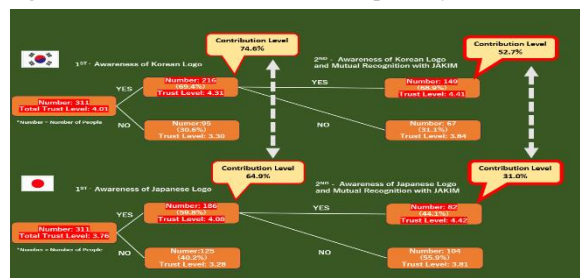 Contribution Level
74.6%
Contribution Level
52.7%
1ST - Awareness of Korean Logo
2ND - Awareness of Korean Logo
and Mutual Recognition with JAKIM
YES
Number: 216
(69.4%)
Trust Level: 4.31
YES
Number: 149
(68.9%)
Trust Level: 4.41
Number: 311
Total Trust Level: 4.01
*Number = Number of People
NO
Numer:95
(30.6%)
Trust Level: 3.30
NO
Number: 67
(31.1%)
Trust Level: 3.84
Contribution Level
64.9%
Contribution Level
31.0%
1ST - Awareness of Japanese Logo
2ND - Awareness of Japanese Logo
and Mutual Recognition with JAKIM
YES
Number: 186
(59.8%)
Trust Level: 4.08
YES
Number: 82
(44.1%)
Trust Level: 4.42
Number: 311
Total Trust Level: 3.76
*Number = Number of People
NO
Numer:125
(40.2%)
Trust Level: 3.28
NO
Number: 104
(55.9%)
Trust Level: 3.81